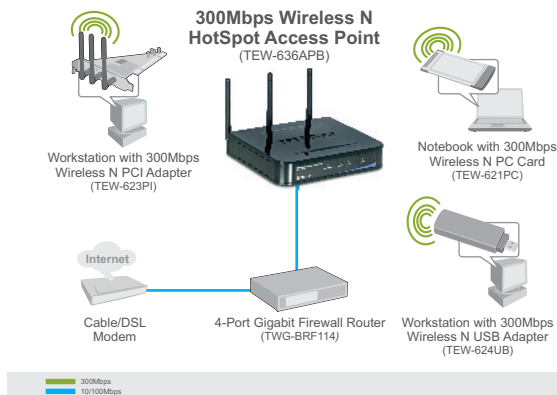 300Mbps Wireless N
HotSpot Access Point
(TEW-636APB)
Workstation with 300Mbps
Wireless N PCI Adapter
(TEW-623PI)
Notebook with 300Mbps
Wireless N PC Card
(TEW-621PC)
Internet
Cable/DSL
Modem
4-Port Gigabit Firewall Router
(TWG-BRF114)
Workstation with 300Mbps
Wireless N USB Adapter
(TEW-624UB)
300Mbps
10/100Mbps